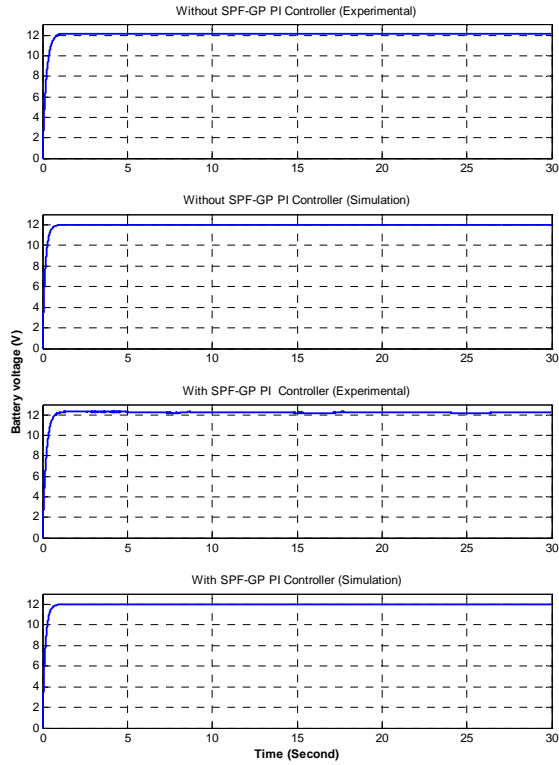 Without SPF-GP PI Controller (Experimental)
12
10
8
6
4
2
0
0 5 10 15 20 25 30
Without SPF-GP PI Controller (Simulation)
12
10
8
6
4
2
0
0 5 10 15 20 25 30
Battery voltage (V)
With SPF-GP PI Controller (Experimental)
12
10
8
6
4
2
0
0 5 10 15 20 25 30
With SPF-GP PI Controller (Simulation)
12
10
8
6
4
2
0
0 5 10 15 20 25 30
Time (Second)